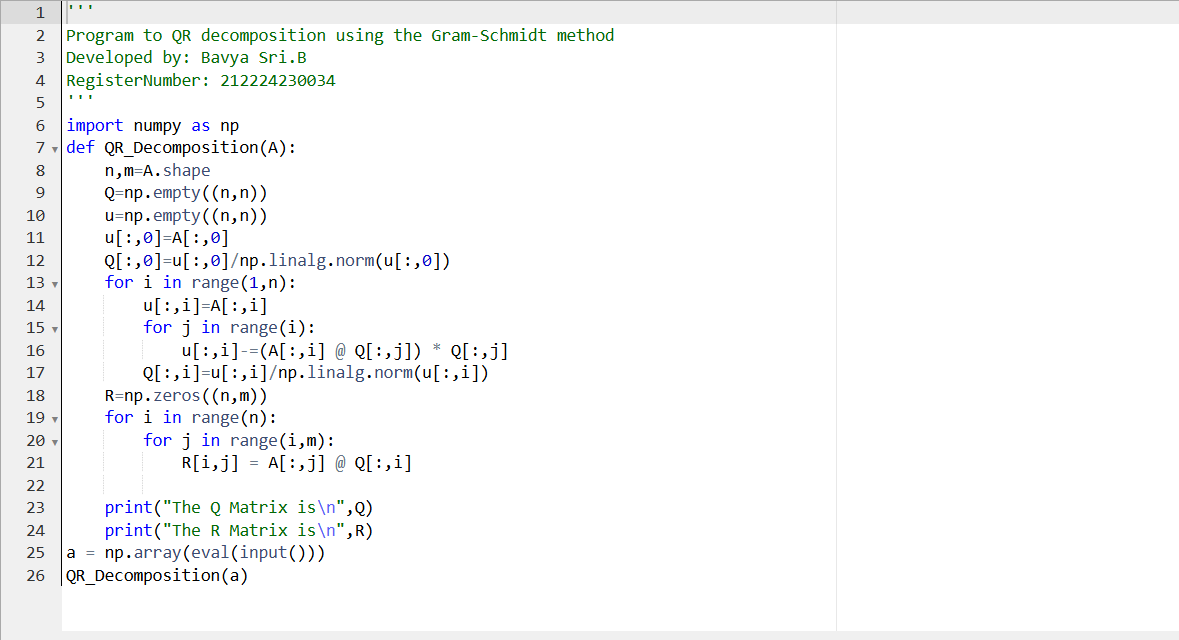 1 '''
2 Program to QR decomposition using the Gram-Schmidt method
3 Developed by: Bavya Sri.B
4 RegisterNumber: 212224230034
5 '''
6 import numpy as np
7 def QR_Decomposition(A):
8     n,m=A.shape
9     Q=np.empty((n,n))
10     u=np.empty((n,n))
11     u[:,0]=A[:,0]
12     Q[:,0]=u[:,0]/np.linalg.norm(u[:,0])
13     for i in range(1,n):
14         u[:,i]=A[:,i]
15         for j in range(i):
16             u[:,i]-=(A[:,i] @ Q[:,j]) * Q[:,j]
17         Q[:,i]=u[:,i]/np.linalg.norm(u[:,i])
18     R=np.zeros((n,m))
19     for i in range(n):
20         for j in range(i,m):
21             R[i,j] = A[:,j] @ Q[:,i]
22
23     print("The Q Matrix is\n",Q)
24     print("The R Matrix is\n",R)
25 a = np.array(eval(input()))
26 QR_Decomposition(a)